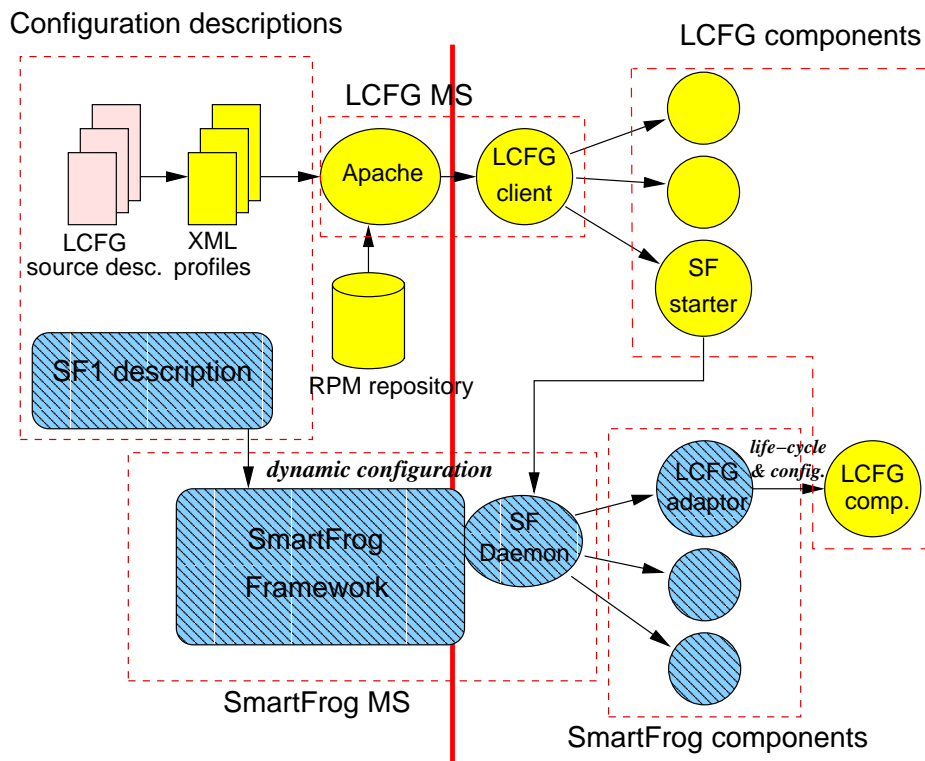 Configuration descriptions
LCFG components
LCFG MS
Apache
LCFG
client
LCFG
source desc.
XML
profiles
SF
starter
SF1 description
RPM repository
dynamic configuration
life-cycle
& config.
LCFG
adaptor
LCFG
comp.
SmartFrog
Framework
SF
Daemon
SmartFrog MS
SmartFrog components